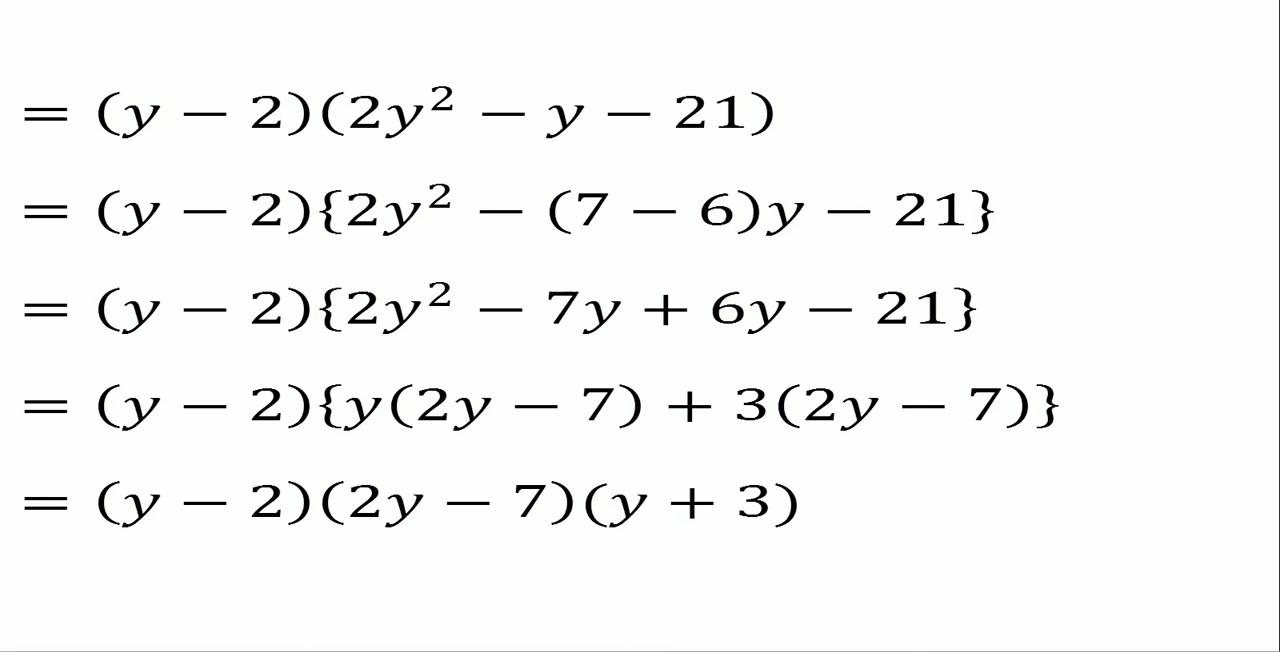 = (y − 2)(2y² − y − 21)
= (y − 2){2y² − (7 − 6)y − 21}
= (y − 2){2y² − 7y + 6y − 21}
= (y − 2){y(2y − 7) + 3(2y − 7)}
= (y − 2)(2y − 7)(y + 3)